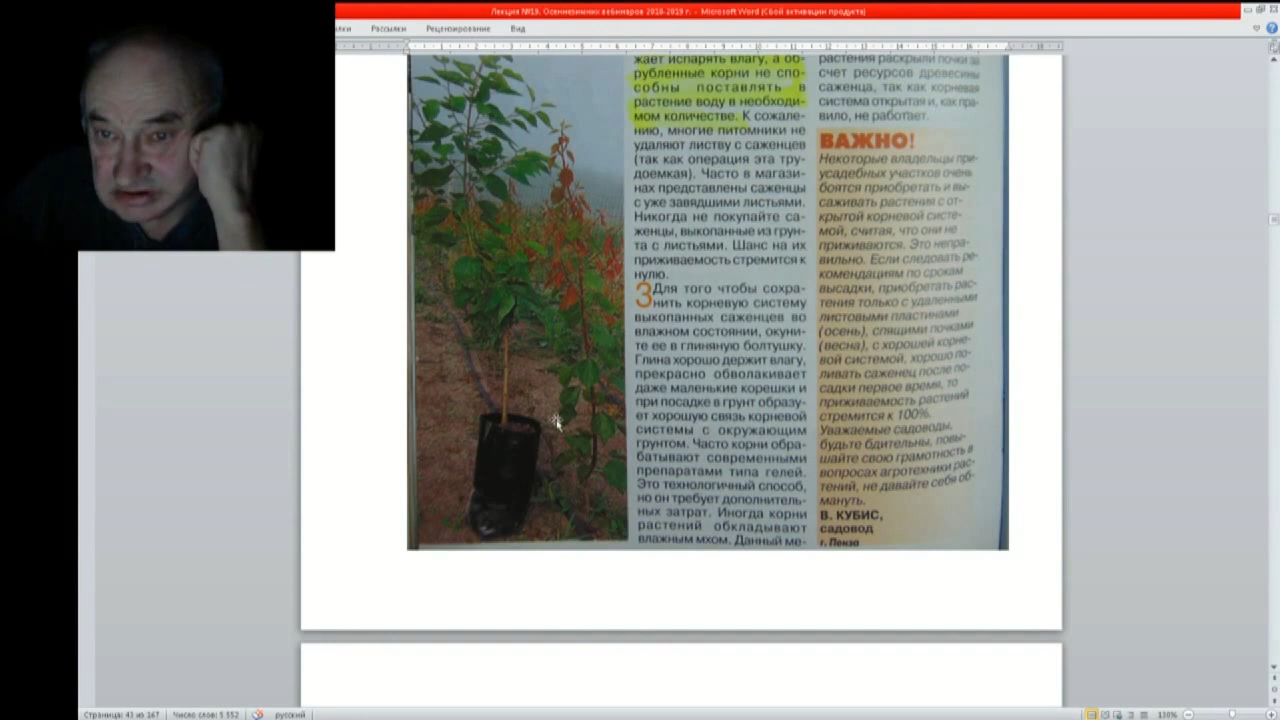 Лекция №19. Осеннезимних вебинаров 2018-2019 г. - Microsoft Word (Сбой активации продукта)
Рассылки
Рецензирование
Вид
жает испарять влагу, а об-
рубленные корни не спо-
собны поставлять в
растение воду в необходи-
мом количестве. К сожале-
нию, многие питомники не
удаляют листву с саженцев
(так как операция эта тру-
доемкая). Часто в магази-
нах представлены саженцы
с уже завядшими листьями.
Никогда не покупайте са-
женцы, выкопанные из грун-
та с листьями. Шанс на их
приживаемость стремится к
нулю.
3 Для того чтобы сохра-
нить корневую систему
выкопанных саженцев во
влажном состоянии, окуни-
те ее в глиняную болтушку.
Глина хорошо держит влагу,
прекрасно обволакивает
даже маленькие корешки и
при посадке в грунт образу-
ет хорошую связь корневой
системы с окружающим
грунтом. Часто корни обра-
батывают современными
препаратами типа гелей.
Это технологичный способ,
но он требует дополнитель-
ных затрат. Иногда корни
растений обкладывают
влажным мхом. Данный ме-
растения раскрыли почки за
счет ресурсов древесины
саженца, так как корневая
система открытая и, как пра-
вило, не работает.
ВАЖНО!
Некоторые владельцы при-
усадебных участков очень
боятся приобретать и вы-
саживать растения с от-
крытой корневой систе-
мой, считая, что они не
приживаются. Это непра-
вильно. Если следовать ре-
комендациям по срокам
высадки, приобретать рас-
тения только с удаленными
листовыми пластинами
(осень), спящими почками
(весна), с хорошей корне-
вой системой, хорошо по-
ливать саженец после по-
садки первое время, то
приживаемость растений
стремится к 100%.
Уважаемые садоводы,
будьте бдительны, повы-
шайте свою грамотность в
вопросах агротехники рас-
тений, не давайте себя об-
мануть.
В. КУБИС,
садовод
г. Пенза
Страница: 43 из 167
Число слов: 5 552
русский
130%